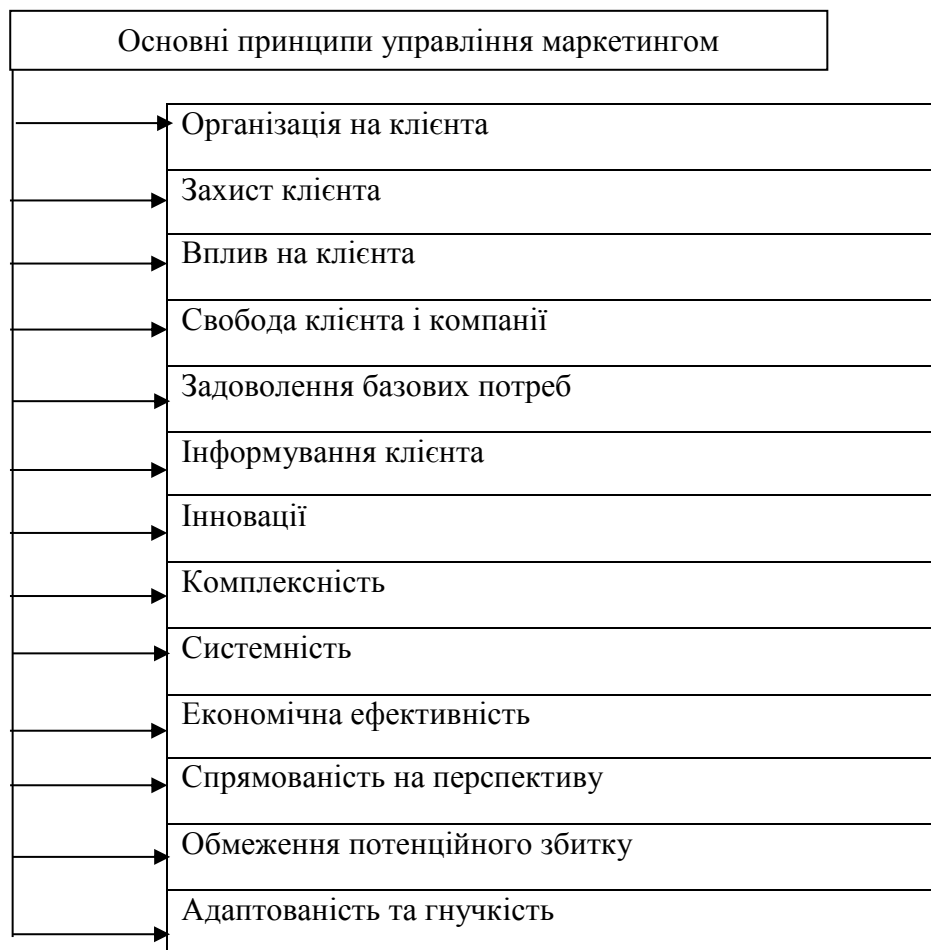 Основні принципи управління маркетингом
Організація на клієнта
Захист клієнта
Вплив на клієнта
Свобода клієнта і компанії
Задоволення базових потреб
Інформування клієнта
Інновації
Комплексність
Системність
Економічна ефективність
Спрямованість на перспективу
Обмеження потенційного збитку
Адаптованість та гнучкість